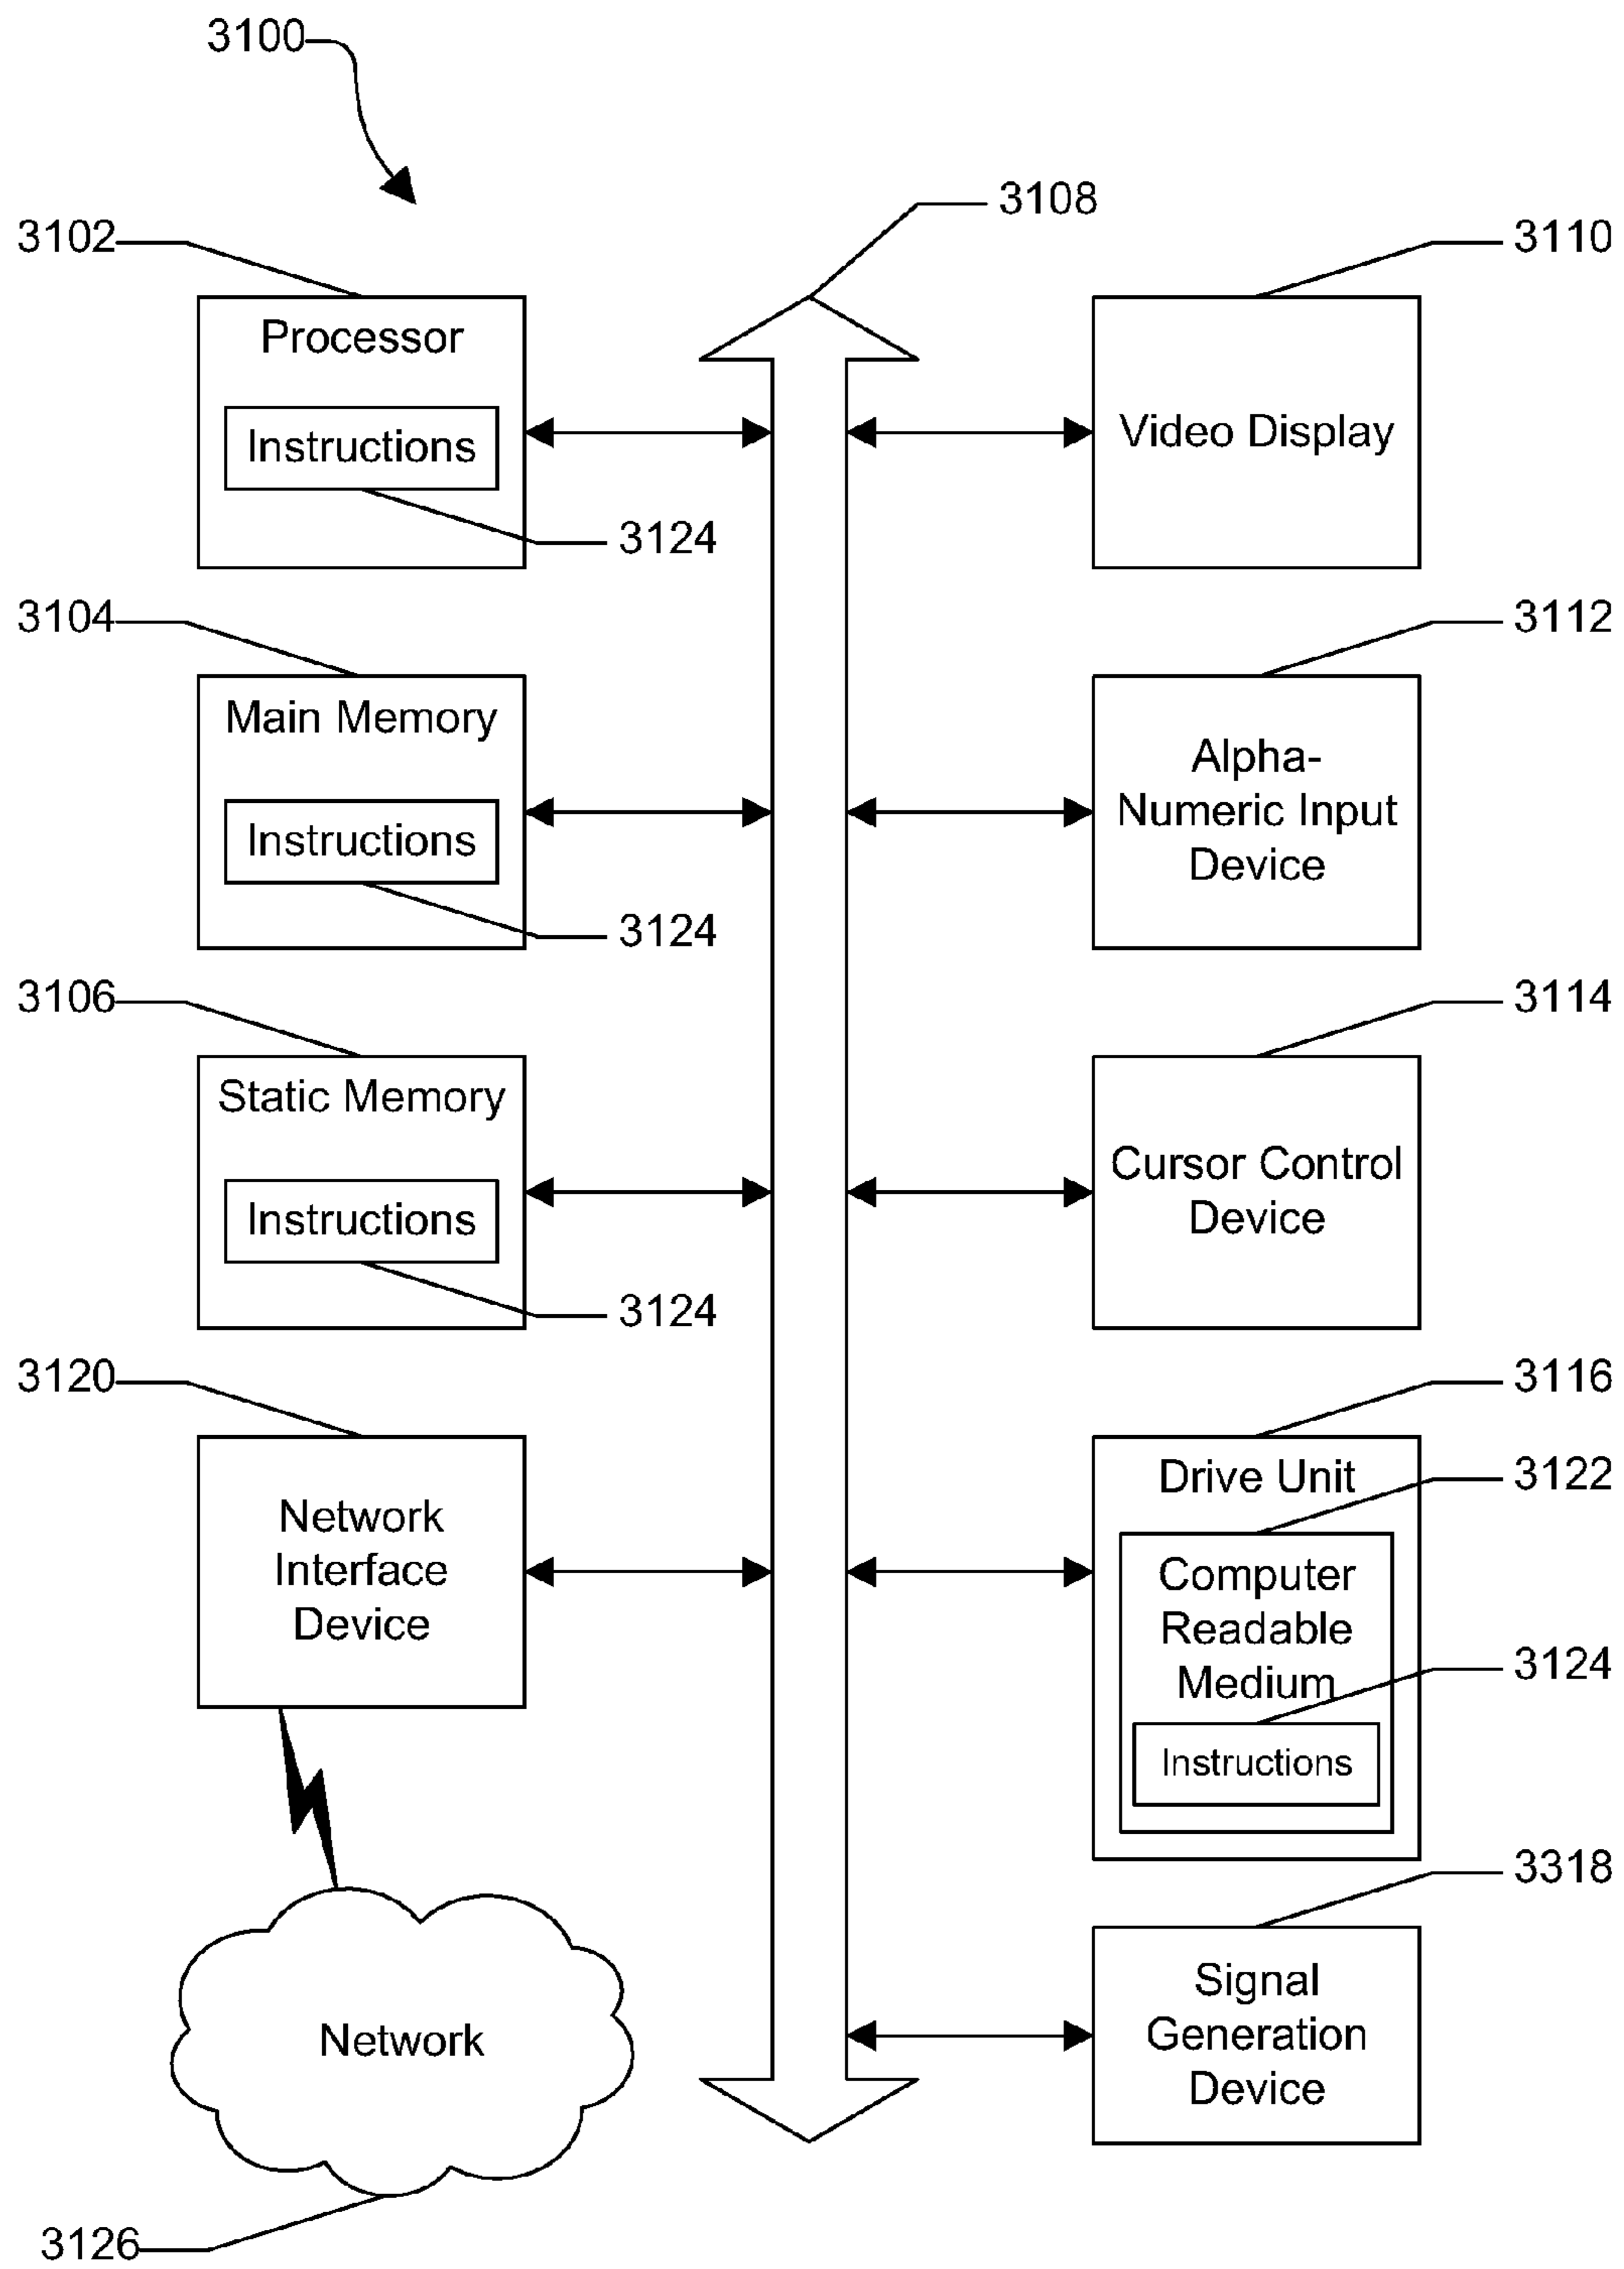 3100
3108
3102
3110
Processor
Instructions
3124
Video Display
3104
3112
Main Memory
Instructions
3124
Alpha-
Numeric Input
Device
3106
3114
Static Memory
Instructions
3124
Cursor Control
Device
3120
3116
Network
Interface
Device
Drive Unit
3122
Computer
Readable
Medium
3124
Instructions
3318
Signal
Generation
Device
Network
3126